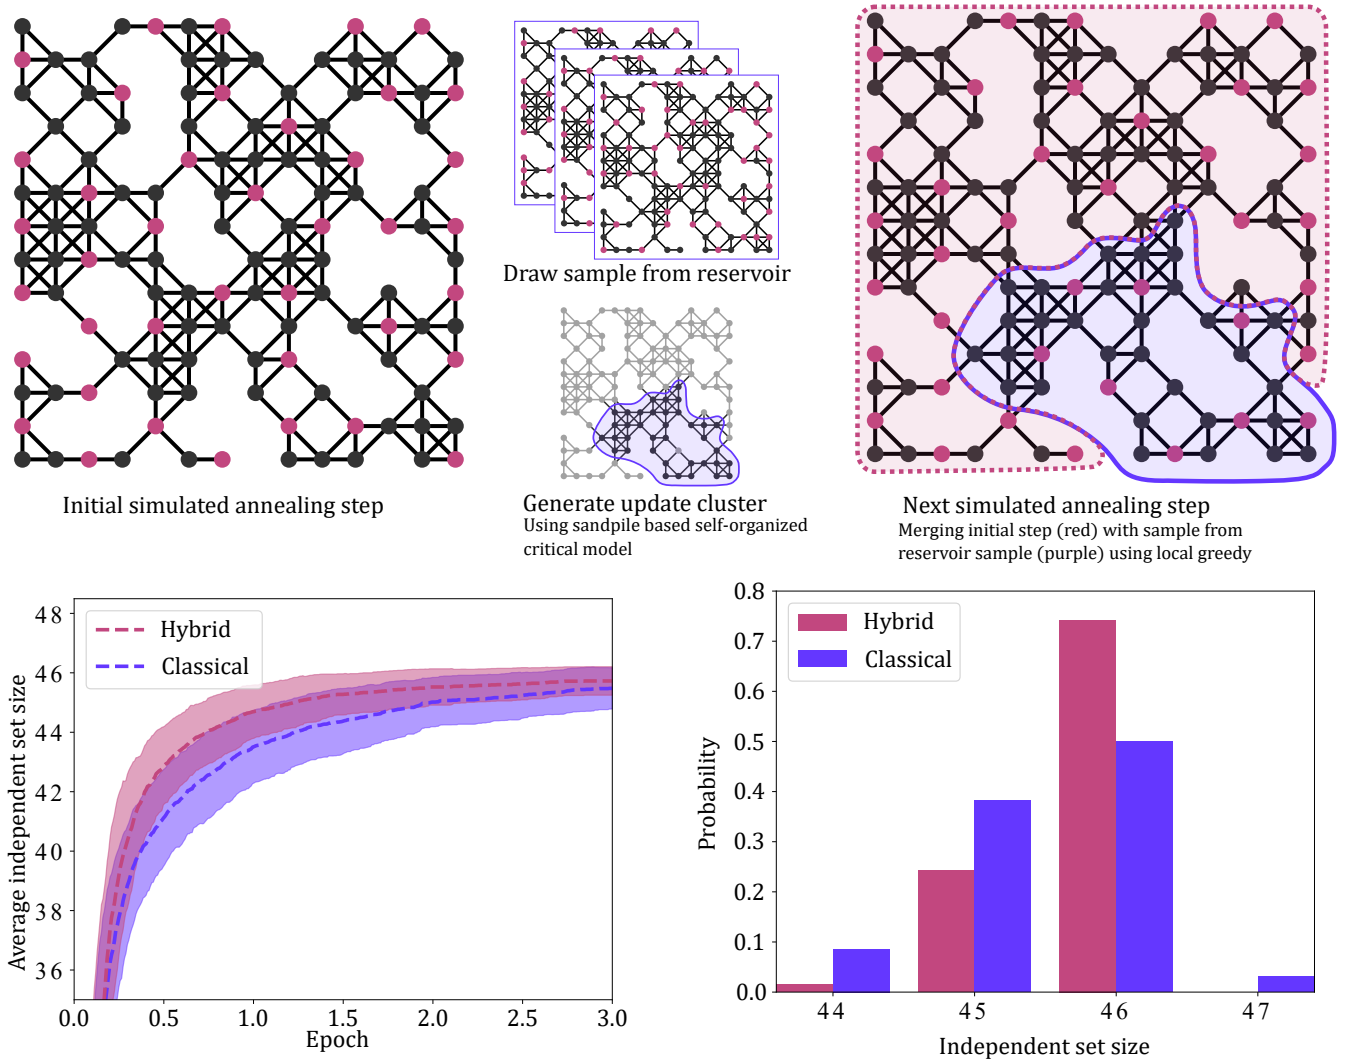 Draw sample from reservoir
Initial simulated annealing step
Generate update cluster
Using sandpile based self-organized
critical model
Next simulated annealing step
Merging initial step (red) with sample from
reservoir sample (purple) using local greedy
48
46
44
42
40
38
36
Average independent set size
Hybrid
Classical
0.0 0.5 1.0 1.5 2.0 2.5 3.0
Epoch
0.8
0.7
0.6
0.5
0.4
0.3
0.2
0.1
0.0
Probability
Hybrid
Classical
44 45 46 47
Independent set size